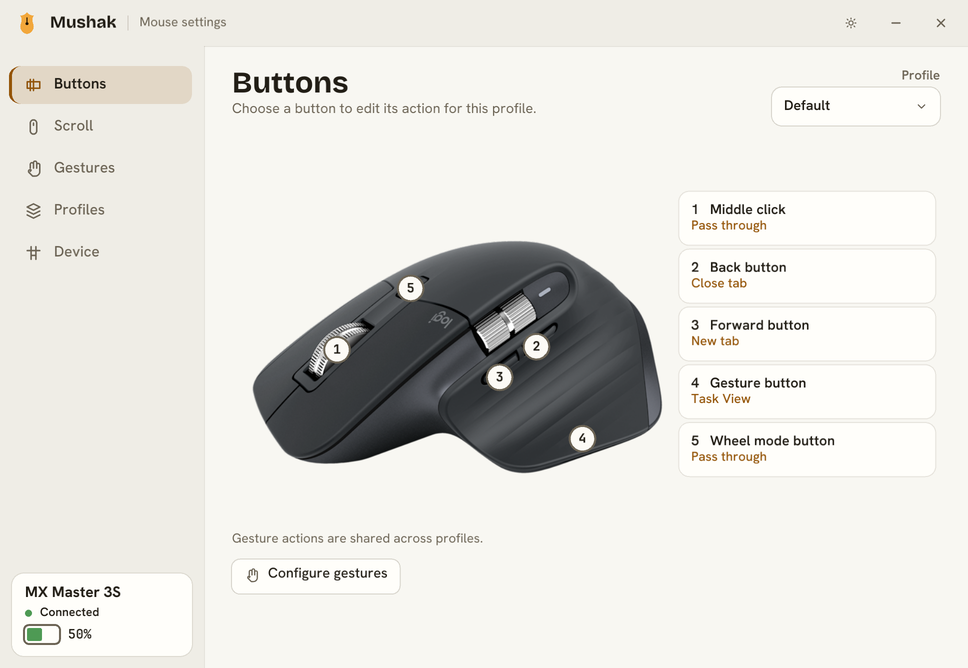 Mushak
Mouse settings
Buttons
Scroll
Gestures
Profiles
Device
MX Master 3S
Connected
50%
Buttons
Choose a button to edit its action for this profile.
Profile
Default
5
logi
1
2
3
4
1 Middle click
Pass through
2 Back button
Close tab
3 Forward button
New tab
4 Gesture button
Task View
5 Wheel mode button
Pass through
Gesture actions are shared across profiles.
Configure gestures